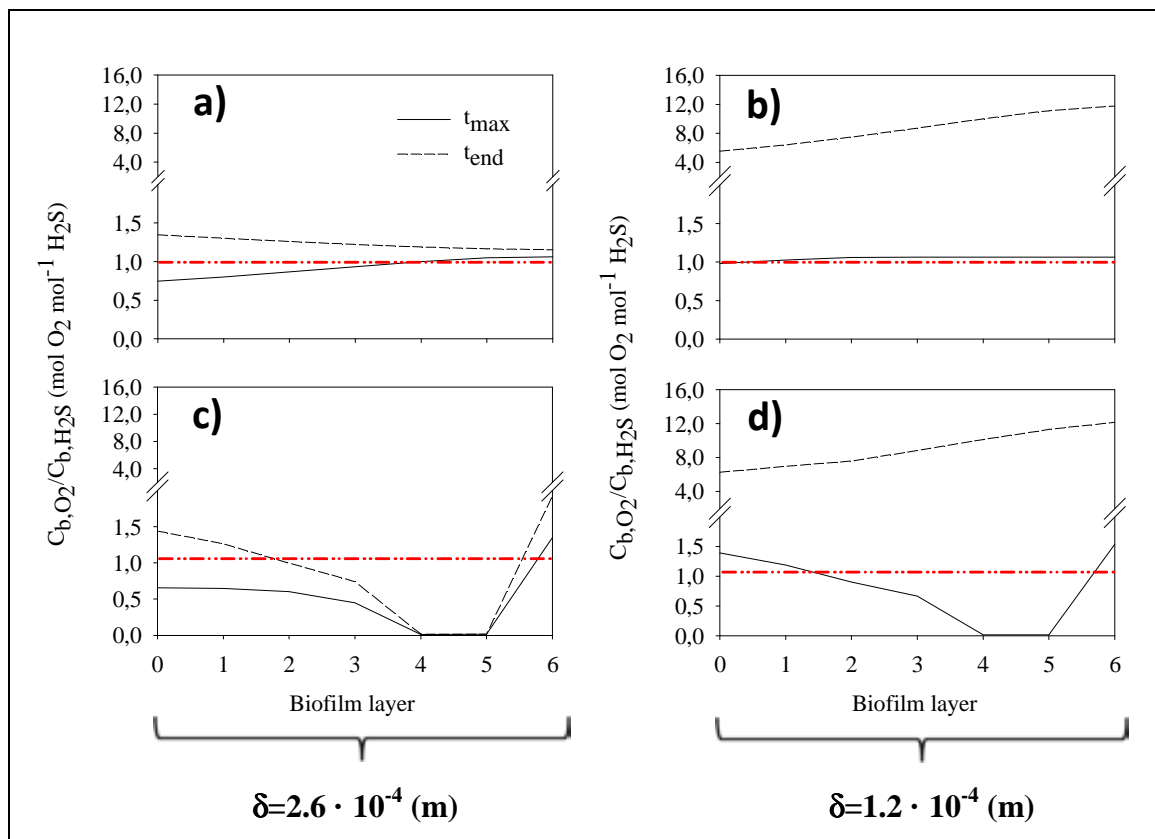 a)
16,0
12,0
8,0
4,0
1,5
1,0
0,5
0,0
t_max
t_end
b)
16,0
12,0
8,0
4,0
1,5
1,0
0,5
0,0
C_b,O2/C_b,H2S (mol O2 mol^-1 H2S)
C_b,O2/C_b,H2S (mol O2 mol^-1 H2S)
c)
16,0
12,0
8,0
4,0
1,5
1,0
0,5
0,0
0 1 2 3 4 5 6
Biofilm layer
d)
16,0
12,0
8,0
4,0
1,5
1,0
0,5
0,0
0 1 2 3 4 5 6
Biofilm layer
δ=2.6 · 10^-4 (m)
δ=1.2 · 10^-4 (m)